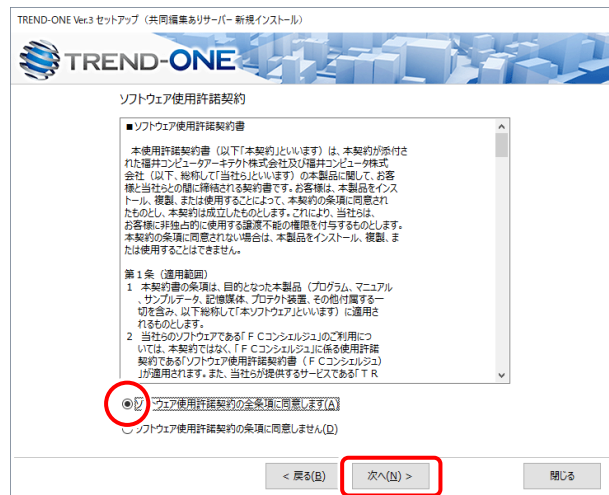 TREND-ONE Ver.3 セットアップ（共同編集ありサーバー 新規インストール）
TREND-ONE
ソフトウェア使用許諾契約
■ソフトウェア使用許諾契約書
本使用許諾契約書（以下「本契約」といいます）は、本契約が添付さ
れた福井コンピュータアーキテクト株式会社及び福井コンピュータ株式
会社（以下、総称して「当社ら」といいます）の本製品に関して、お客
様と当社らとの間に締結される契約書です。お客様は、本製品をインス
トール、複製、または使用することによって、本契約の条項に同意され
たものとし、本契約は成立したものとします。これにより、当社らは、
お客様に非独占的に使用する譲渡不能の権限を付与するものとします。
本契約の条項に同意されない場合は、本製品をインストール、複製、ま
たは使用することはできません。
第１条（適用範囲）
1 本契約書の条項は、目的となった本製品（プログラム、マニュアル
、サンプルデータ、記憶媒体、プロテクト装置、その他付属する一
切を含み、以下総称して「本ソフトウェア」といいます）に適用さ
れるものとします。
2 当社らのソフトウェアである「ＦＣコンシェルジュ」のご利用につ
いては、本契約ではなく、「ＦＣコンシェルジュ」に係る使用許諾
契約である「ソフトウェア使用許諾契約書（ＦＣコンシェルジュ）
」が適用されます。また、当社らが提供するサービスである「ＴＲ
ソフトウェア使用許諾契約の全条項に同意します(A)
ソフトウェア使用許諾契約の条項に同意しません(D)
< 戻る(B)
次へ(N) >
閉じる